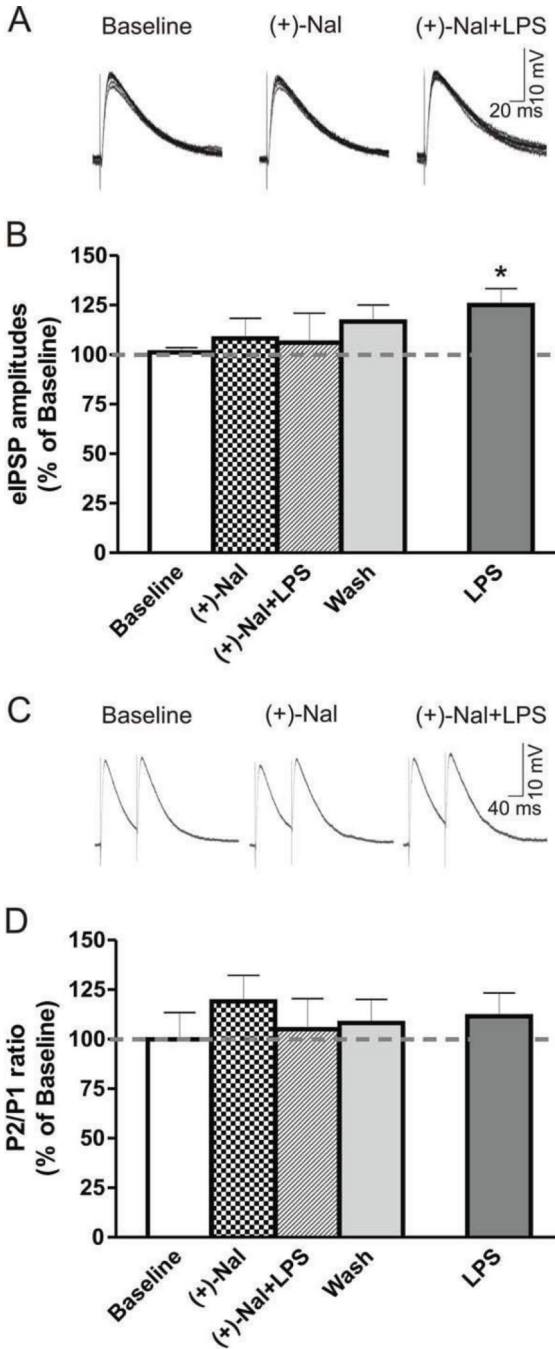 A
Baseline (+)-Nal (+)-Nal+LPS
10 mV
20 ms
B
eIPSP amplitudes
(% of Baseline)
150
125
100
75
50
25
0
*
Baseline
(+)-Nal
(+)-Nal+LPS
Wash
LPS
C
Baseline (+)-Nal (+)-Nal+LPS
10 mV
40 ms
D
P2/P1 ratio
(% of Baseline)
150
125
100
75
50
25
0
Baseline
(+)-Nal
(+)-Nal+LPS
Wash
LPS